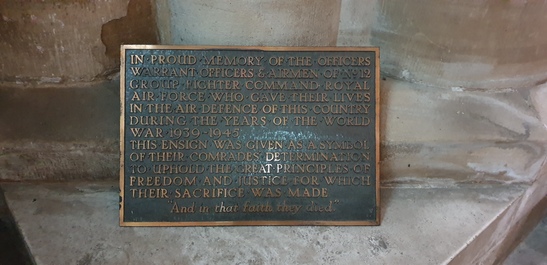 IN PROUD MEMORY OF THE OFFICERS
WARRANT OFFICERS & AIRMEN OF Nº 12
GROUP FIGHTER COMMAND ROYAL
AIR FORCE WHO GAVE THEIR LIVES
IN THE AIR DEFENCE OF THIS COUNTRY
DURING THE YEARS OF THE WORLD
WAR 1939-1945
THIS ENSIGN WAS GIVEN AS A SYMBOL
OF THEIR COMRADES' DETERMINATION
TO UPHOLD THE GREAT PRINCIPLES OF
FREEDOM AND JUSTICE FOR WHICH
THEIR SACRIFICE WAS MADE
"And in that faith they died"